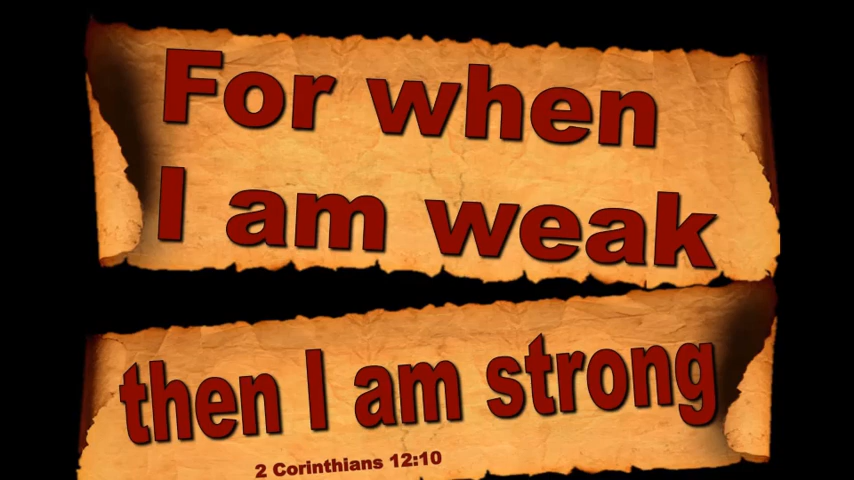 For when
I am weak
then I am strong
2 Corinthians 12:10